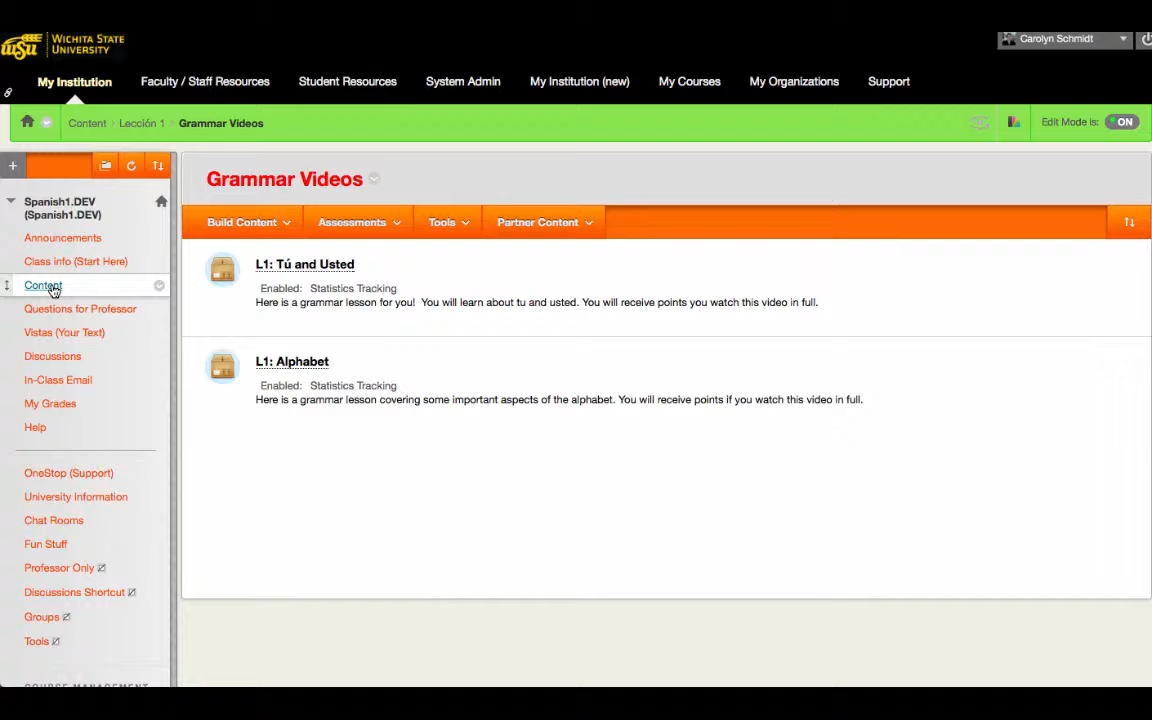 WICHITA STATE
UNIVERSITY
Carolyn Schmidt
My Institution
Faculty / Staff Resources
Student Resources
System Admin
My Institution (new)
My Courses
My Organizations
Support
Content
Lección 1
Grammar Videos
Edit Mode is:
ON
Spanish1.DEV
(Spanish1.DEV)
Announcements
Class info (Start Here)
Content
Questions for Professor
Vistas (Your Text)
Discussions
In-Class Email
My Grades
Help
OneStop (Support)
University Information
Chat Rooms
Fun Stuff
Professor Only
Discussions Shortcut
Groups
Tools
COURSE MANAGEMENT
Grammar Videos
Build Content
Assessments
Tools
Partner Content
L1: Tú and Usted
Enabled: Statistics Tracking
Here is a grammar lesson for you! You will learn about tu and usted. You will receive points you watch this video in full.
L1: Alphabet
Enabled: Statistics Tracking
Here is a grammar lesson covering some important aspects of the alphabet. You will receive points if you watch this video in full.